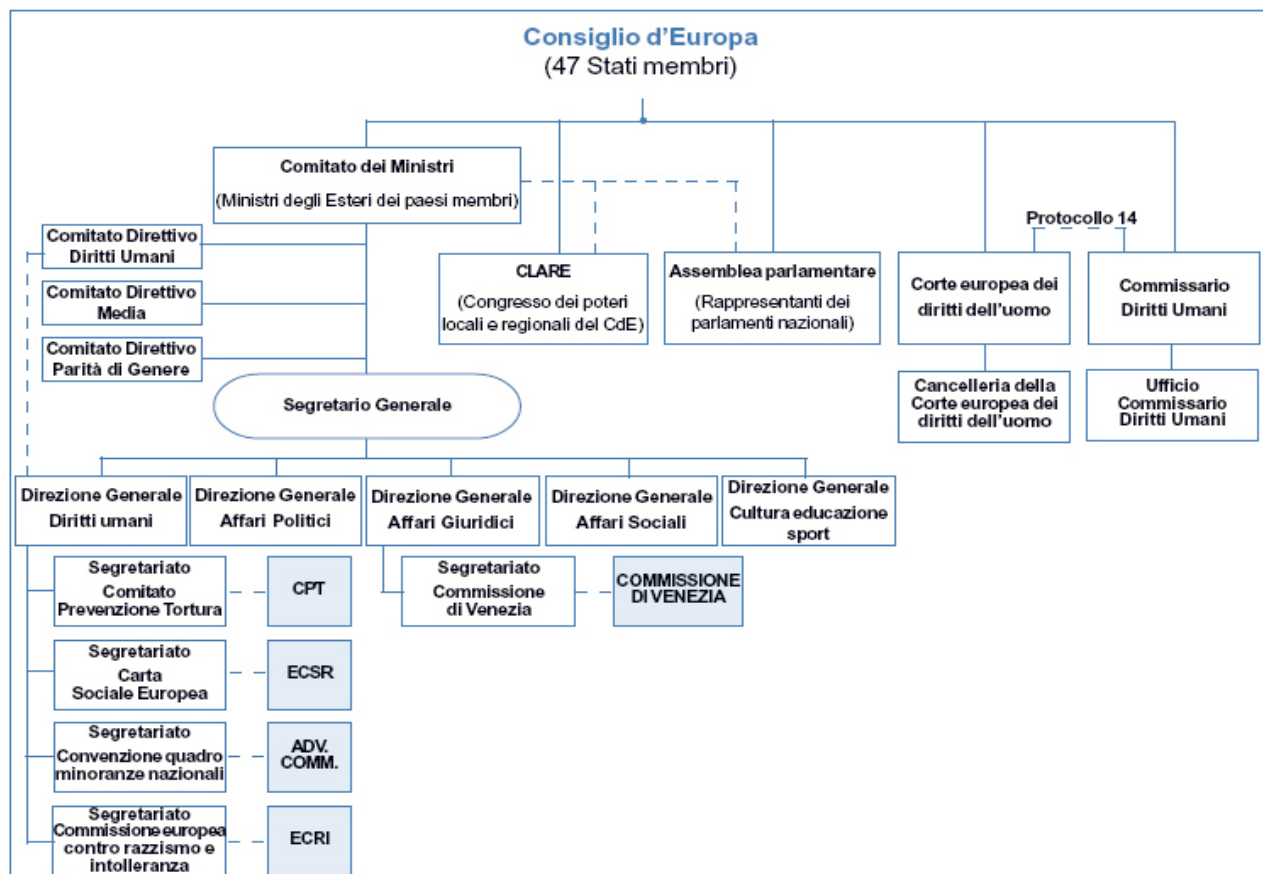 Consiglio d'Europa
(47 Stati membri)
Comitato dei Ministri
(Ministri degli Esteri dei paesi membri)
Comitato Direttivo
Diritti Umani
Comitato Direttivo
Media
Comitato Direttivo
Parità di Genere
CLARE
(Congresso dei poteri
locali e regionali del CdE)
Assemblea parlamentare
(Rappresentanti dei
parlamenti nazionali)
Protocollo 14
Corte europea dei
diritti dell'uomo
Commissario
Diritti Umani
Cancelleria della
Corte europea dei
diritti dell'uomo
Ufficio
Commissario
Diritti Umani
Segretario Generale
Direzione Generale
Diritti umani
Direzione Generale
Affari Politici
Direzione Generale
Affari Giuridici
Direzione Generale
Affari Sociali
Direzione Generale
Cultura educazione
sport
Segretariato
Comitato
Prevenzione Tortura
CPT
Segretariato
Commissione
di Venezia
COMMISSIONE
DI VENEZIA
Segretariato
Carta
Sociale Europea
ECSR
Segretariato
Convenzione quadro
minoranze nazionali
ADV.
COMM.
Segretariato
Commissione europea
contro razzismo e
intolleranza
ECRI